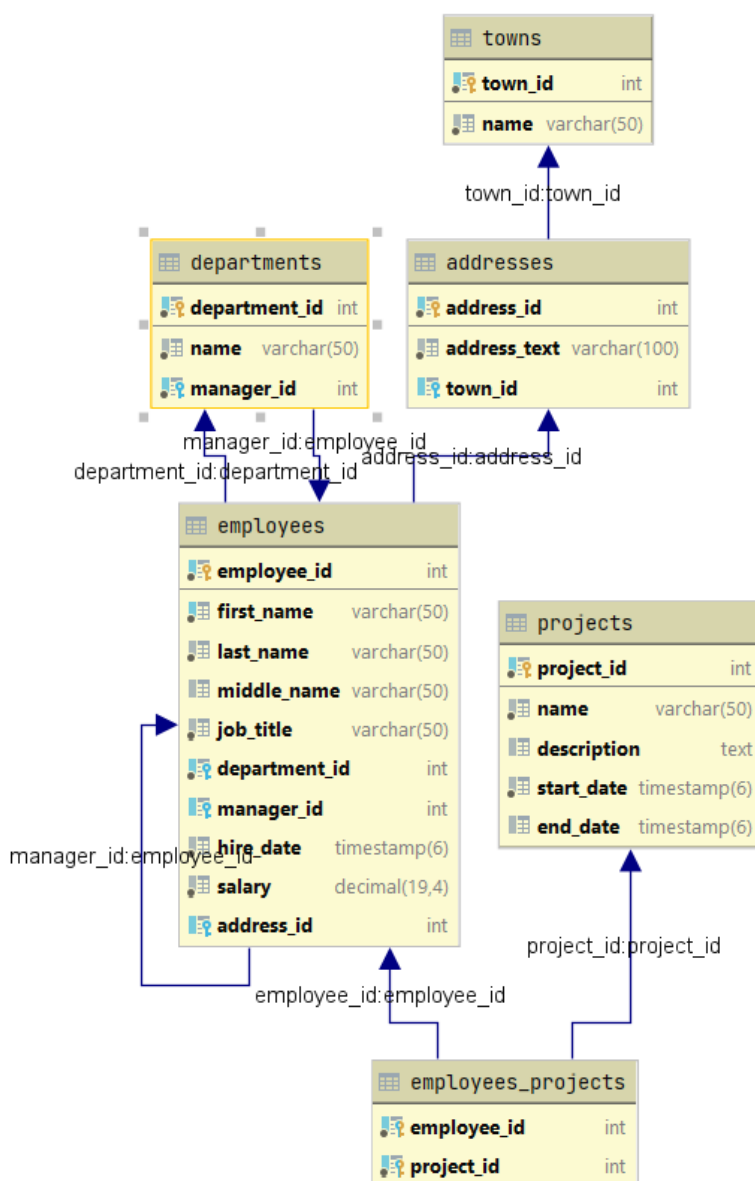 towns
town_id int
name varchar(50)
town_id:town_id
departments
department_id int
name varchar(50)
manager_id int
addresses
address_id int
address_text varchar(100)
town_id int
manager_id:employee_id
department_id:department_id
address_id:address_id
employees
employee_id int
first_name varchar(50)
last_name varchar(50)
middle_name varchar(50)
job_title varchar(50)
department_id int
manager_id int
hire_date timestamp(6)
salary decimal(19,4)
address_id int
manager_id:employee_id
projects
project_id int
name varchar(50)
description text
start_date timestamp(6)
end_date timestamp(6)
project_id:project_id
employee_id:employee_id
employees_projects
employee_id int
project_id int